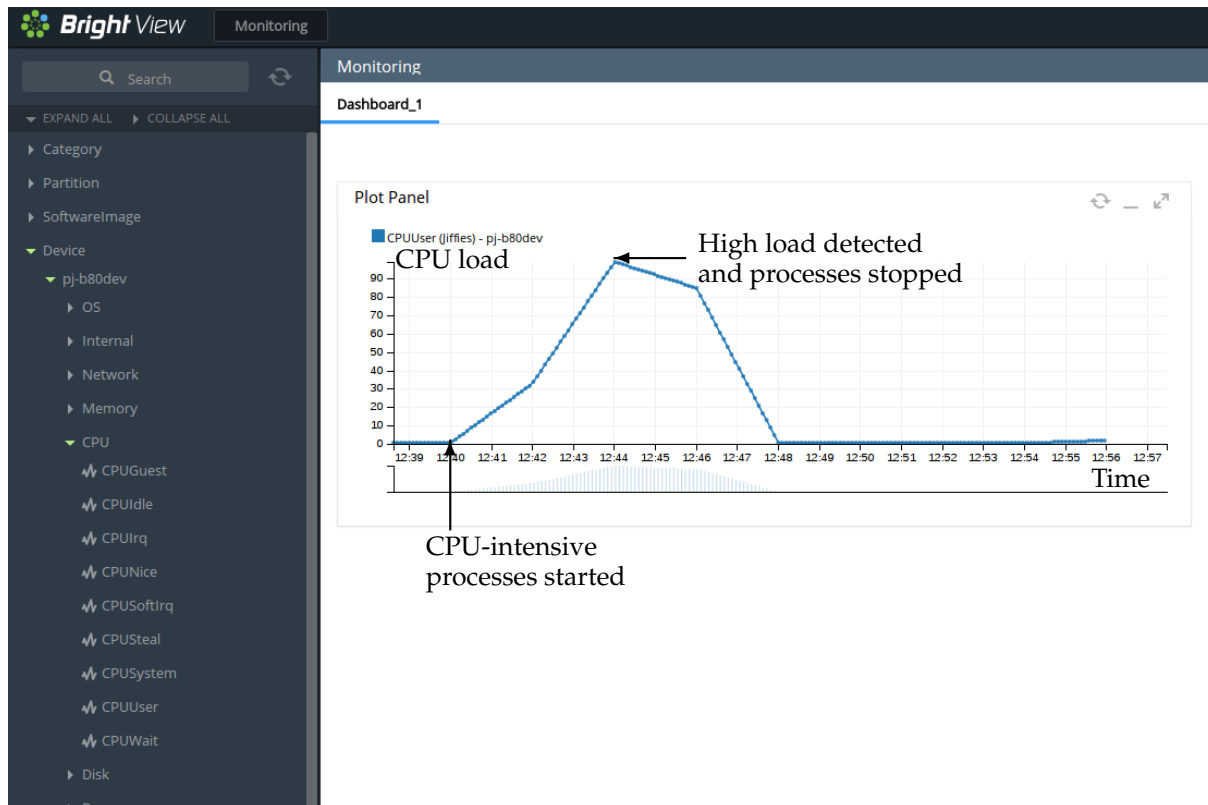 Bright View
Monitoring
Search
EXPAND ALL COLLAPSE ALL
Category
Partition
SoftwareImage
Device
pj-b80dev
OS
Internal
Network
Memory
CPU
CPUGuest
CPUIdle
CPUIrq
CPUNice
CPUSoftIrq
CPUSteal
CPUSystem
CPUUser
CPUWait
Disk
Monitoring
Dashboard_1
Plot Panel
CPUUser (Jiffies) - pj-b80dev
CPU load
High load detected
and processes stopped
90
80
70
60
50
40
30
20
10
0
12:39 12:40 12:41 12:42 12:43 12:44 12:45 12:46 12:47 12:48 12:49 12:50 12:51 12:52 12:53 12:54 12:55 12:56 12:57
Time
CPU-intensive
processes started